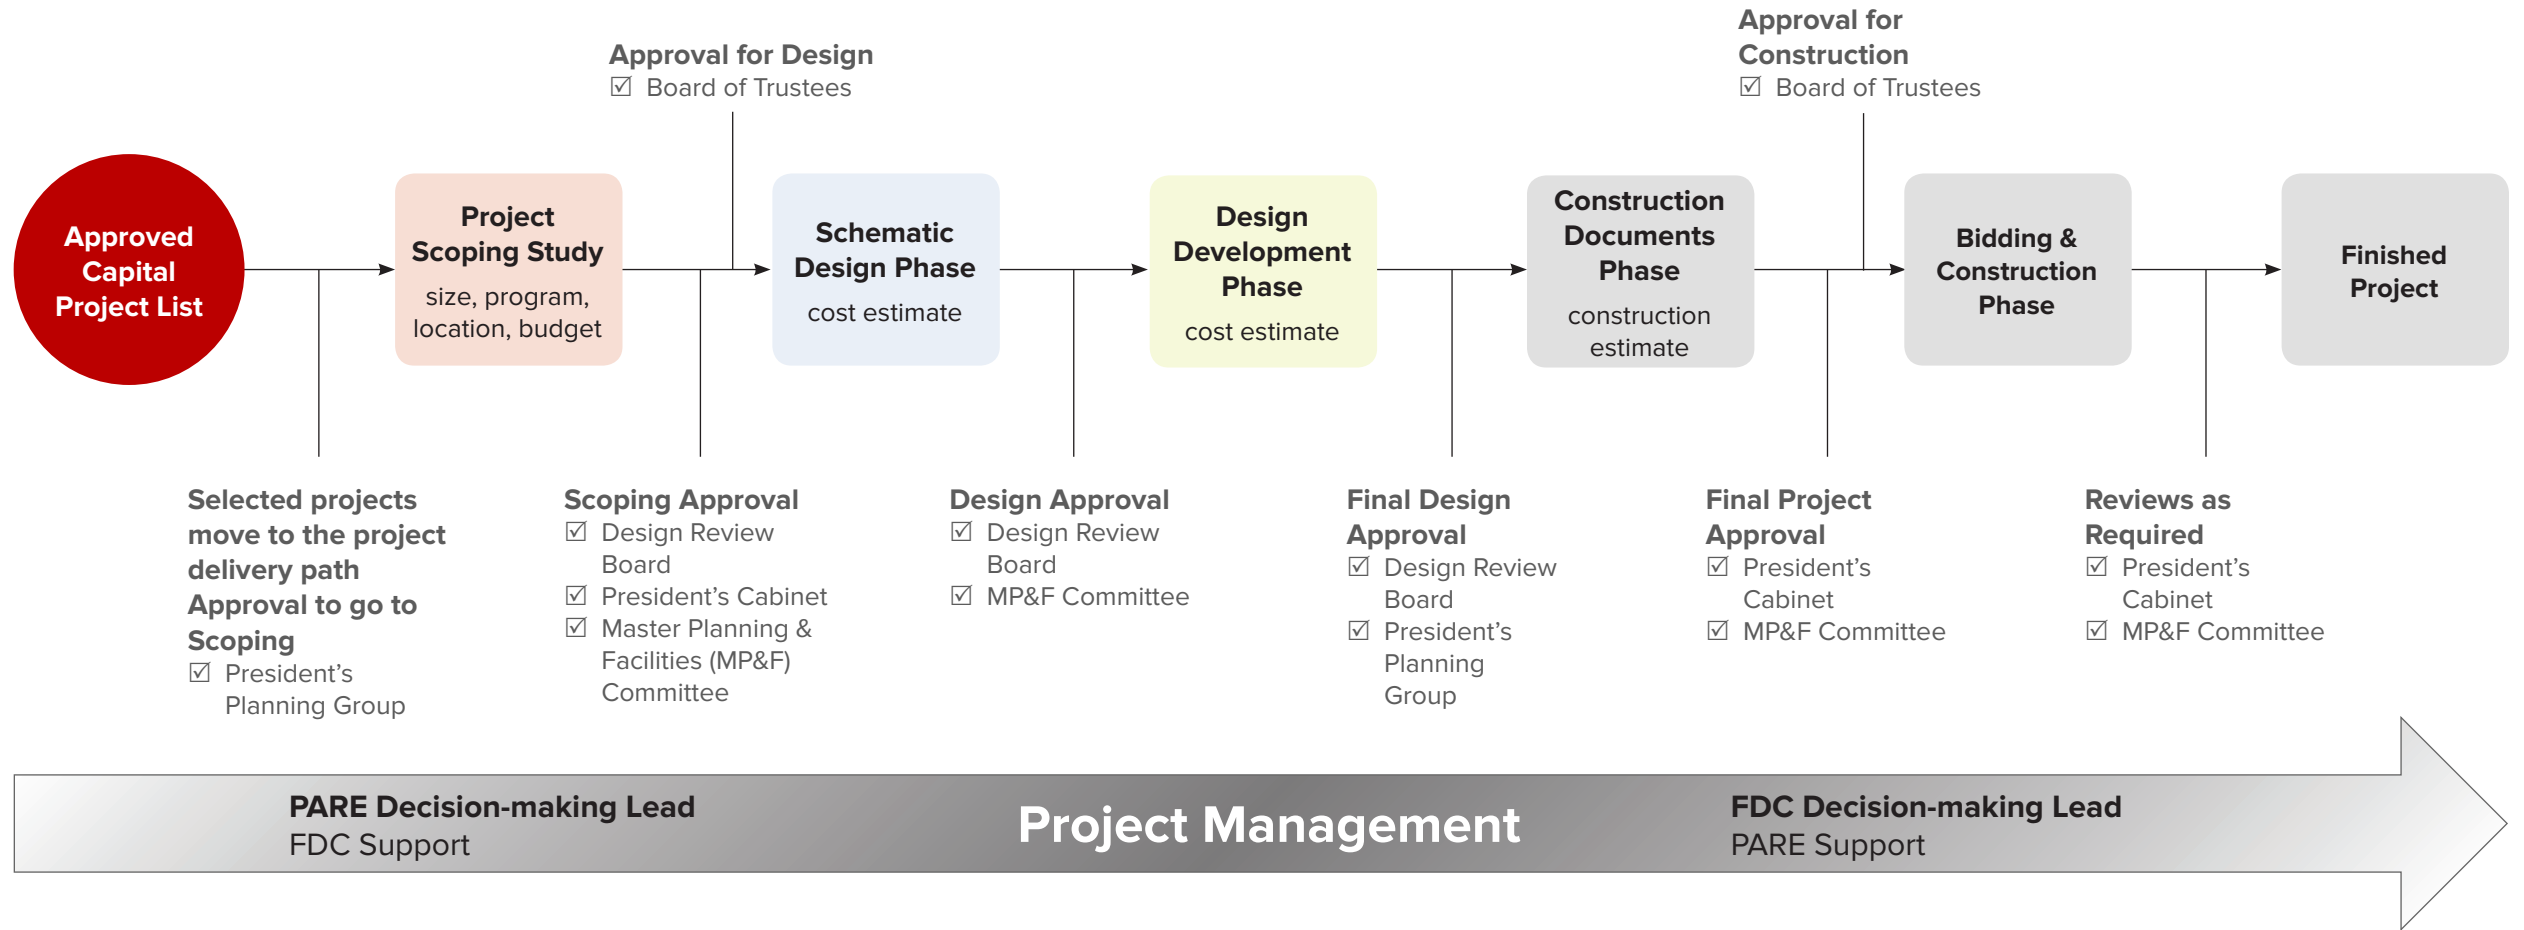 Approval for Design
☑ Board of Trustees
Approval for
Construction
☑ Board of Trustees
Approved
Capital
Project List
Project
Scoping Study
size, program,
location, budget
Schematic
Design Phase
cost estimate
Design
Development
Phase
cost estimate
Construction
Documents
Phase
construction
estimate
Bidding &
Construction
Phase
Finished
Project
Selected projects
move to the project
delivery path
Approval to go to
Scoping
☑ President’s
Planning Group
Scoping Approval
☑ Design Review
Board
☑ President’s Cabinet
☑ Master Planning &
Facilities (MP&F)
Committee
Design Approval
☑ Design Review
Board
☑ MP&F Committee
Final Design
Approval
☑ Design Review
Board
☑ President’s
Planning
Group
Final Project
Approval
☑ President’s
Cabinet
☑ MP&F Committee
Reviews as
Required
☑ President’s
Cabinet
☑ MP&F Committee
PARE Decision-making Lead
FDC Support
Project Management
FDC Decision-making Lead
PARE Support